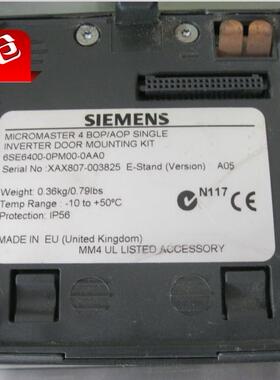 SIEMENS
MICROMASTER 4 BOP/AOP SINGLE
INVERTER DOOR MOUNTING KIT
6SE6400-0PM00-0AA0
Serial No :XAX807-003825 E-Stand (Version) A05
Weight: 0.36kg/0.79lbs
Temp Range : -10 to +50°C
Protection: IP56
N117
MADE IN EU (United Kingdom)
MM4 UL LISTED ACCESSORY